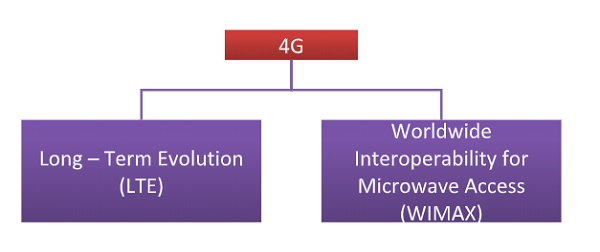 4G
Long – Term Evolution
(LTE)
Worldwide
Interoperability for
Microwave Access
(WIMAX)